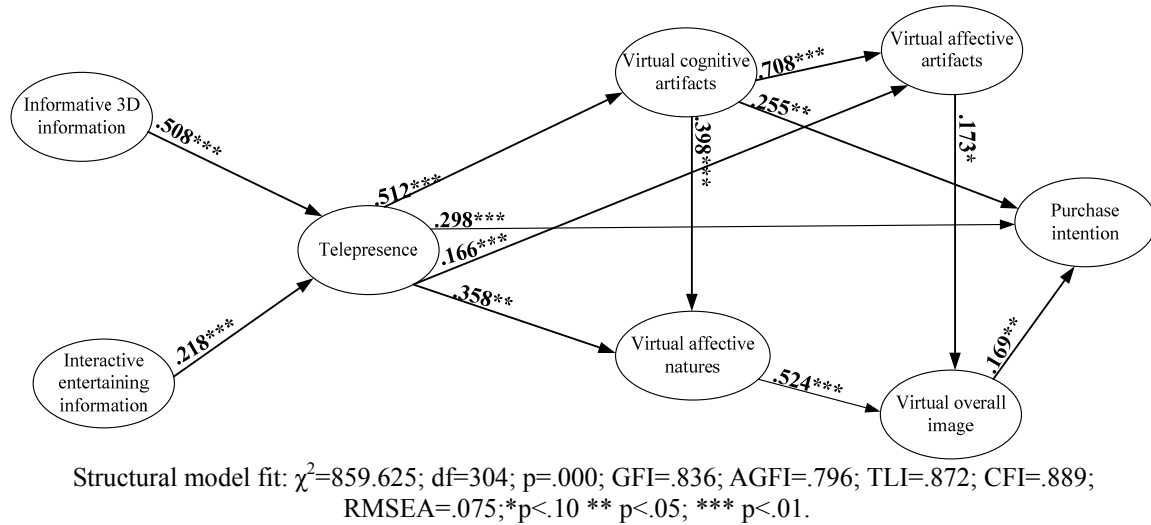 Virtual affective
artifacts
Virtual cognitive
artifacts
.708***
Informative 3D
information
.508***
.255**
.398***
.173*
.512***
Purchase
intention
.298***
Telepresence
.166***
.358**
.218***
Virtual affective
natures
.169**
Interactive
entertaining
information
.524***
Virtual overall
image
Structural model fit: χ²=859.625; df=304; p=.000; GFI=.836; AGFI=.796; TLI=.872; CFI=.889;
RMSEA=.075;*p<.10 ** p<.05; *** p<.01.